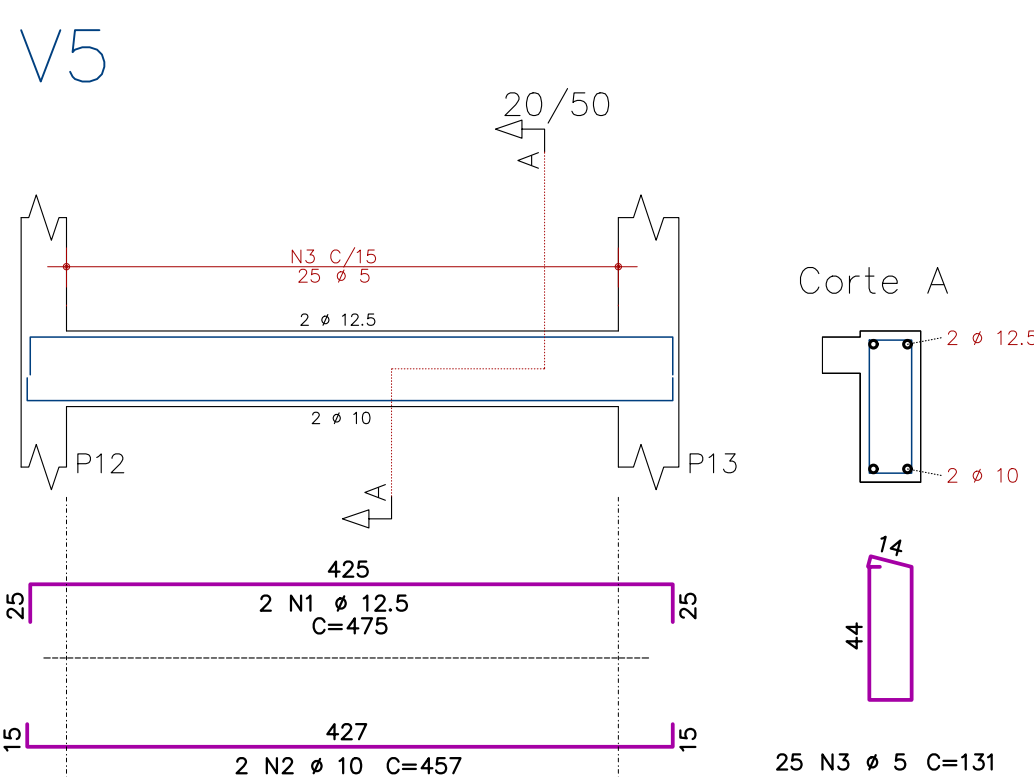 V5
20/50
A
N3 C/15
25 ø 5
2 ø 12.5
2 ø 10
P12
P13
A
Corte A
2 ø 12.5
2 ø 10
425
25
25
2 N1 ø 12.5
C=475
427
15
15
2 N2 ø 10 C=457
14
44
25 N3 ø 5 C=131